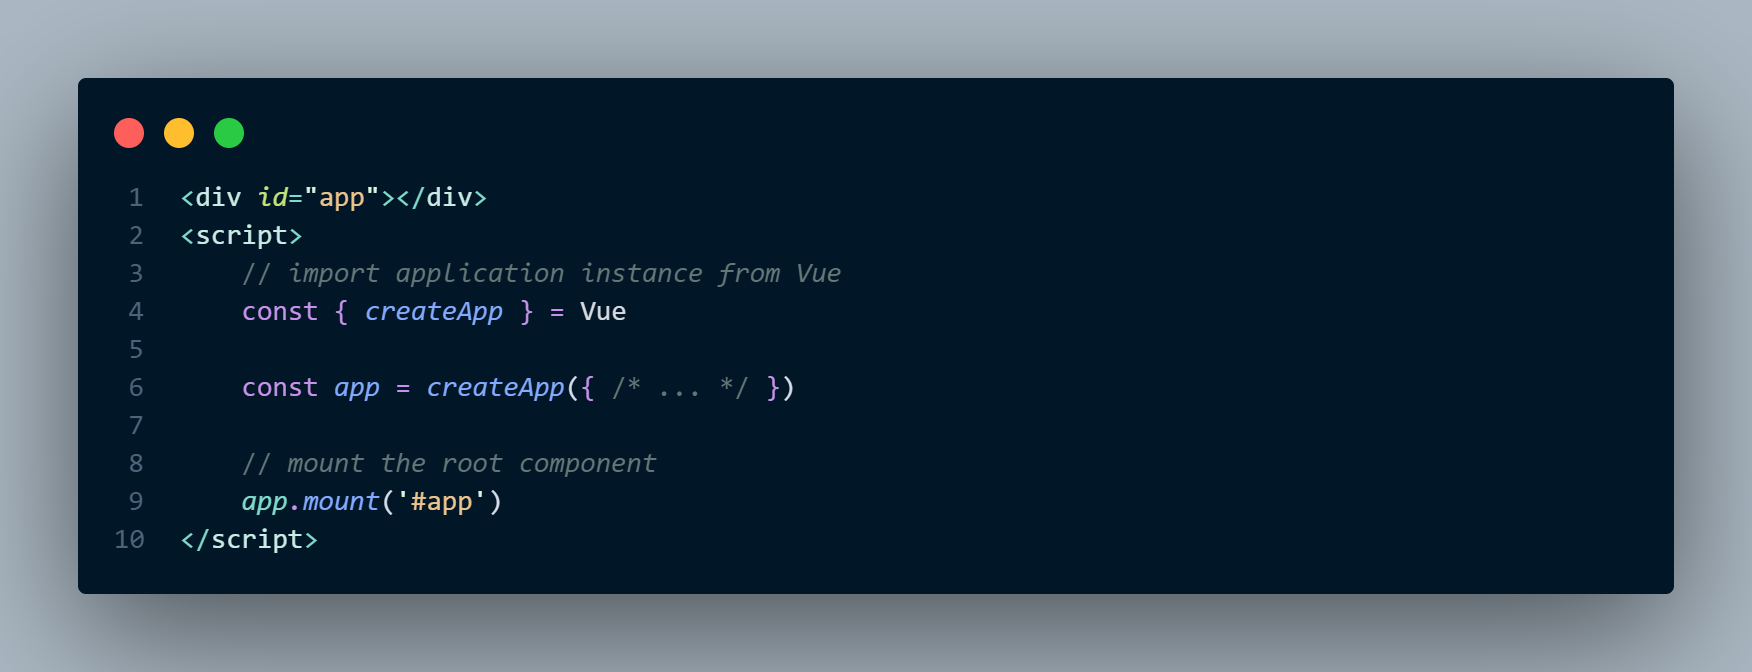 1 <div id="app"></div>
2 <script>
3     // import application instance from Vue
4     const { createApp } = Vue
5
6     const app = createApp({ /* ... */ })
7
8     // mount the root component
9     app.mount('#app')
10 </script>